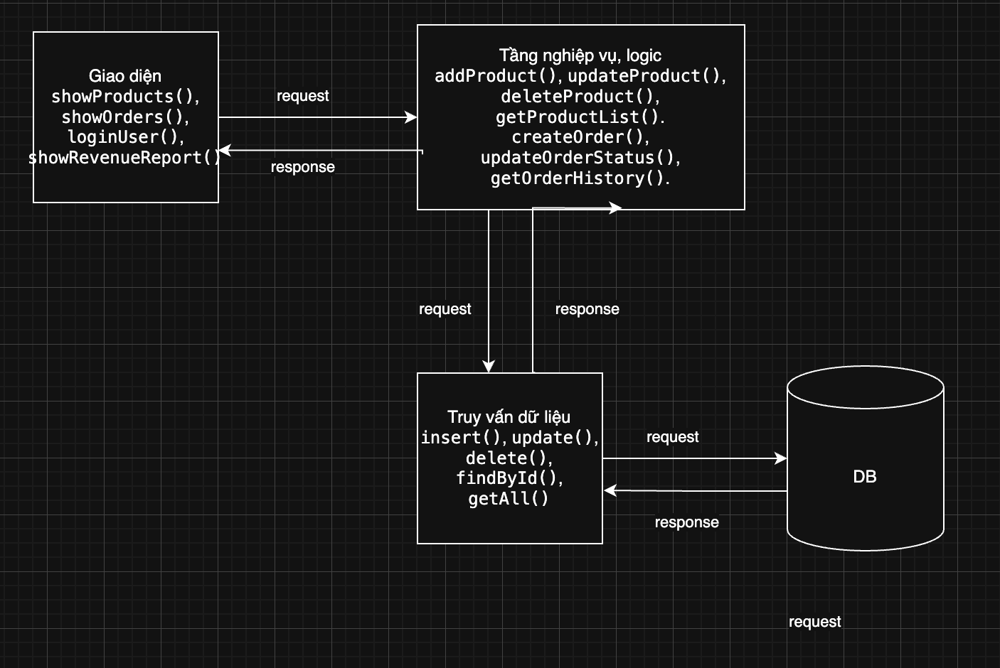 Giao diện
showProducts(),
showOrders(),
loginUser(),
showRevenueReport()
request
response
Tầng nghiệp vụ, logic
addProduct(), updateProduct(),
deleteProduct(),
getProductList().
createOrder(),
updateOrderStatus(),
getOrderHistory().
request
response
Truy vấn dữ liệu
insert(), update(),
delete(),
findById(),
getAll()
request
response
DB
request